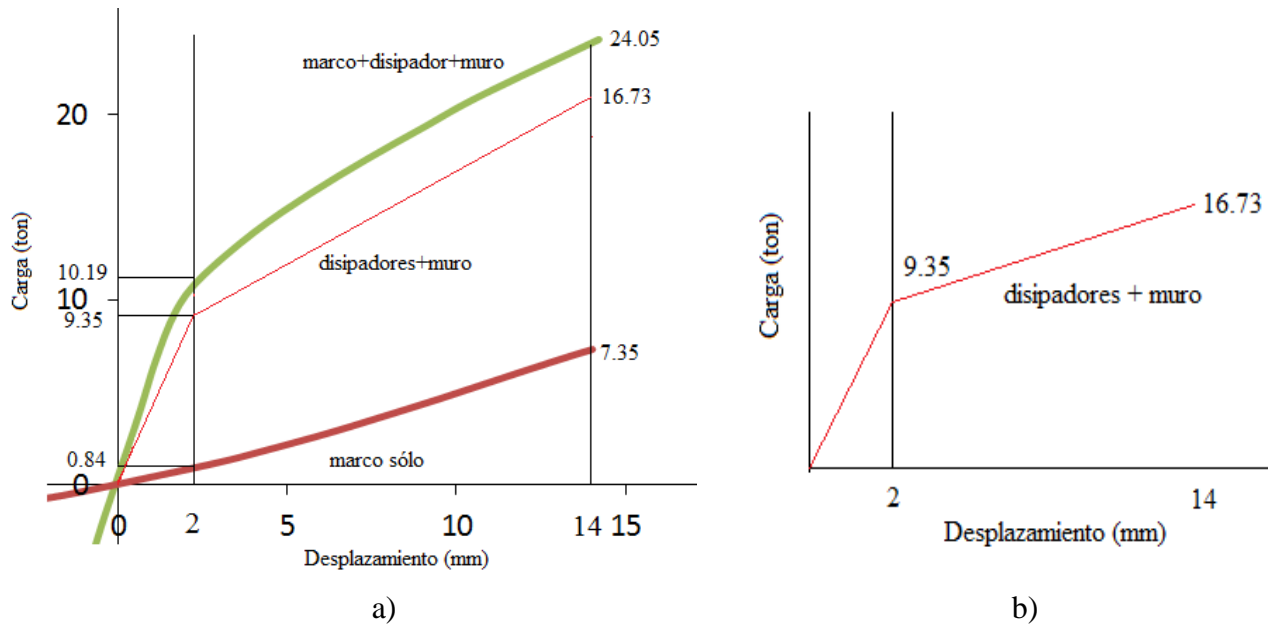 24.05
marco+disipador+muro
16.73
20
Carga (ton)
disipadores+muro
10.19
10
9.35
7.35
0.84
marco sólo
0
0 2 5 10 14 15
Desplazamiento (mm)
a)
16.73
9.35
Carga (ton)
disipadores + muro
2 14
Desplazamiento (mm)
b)